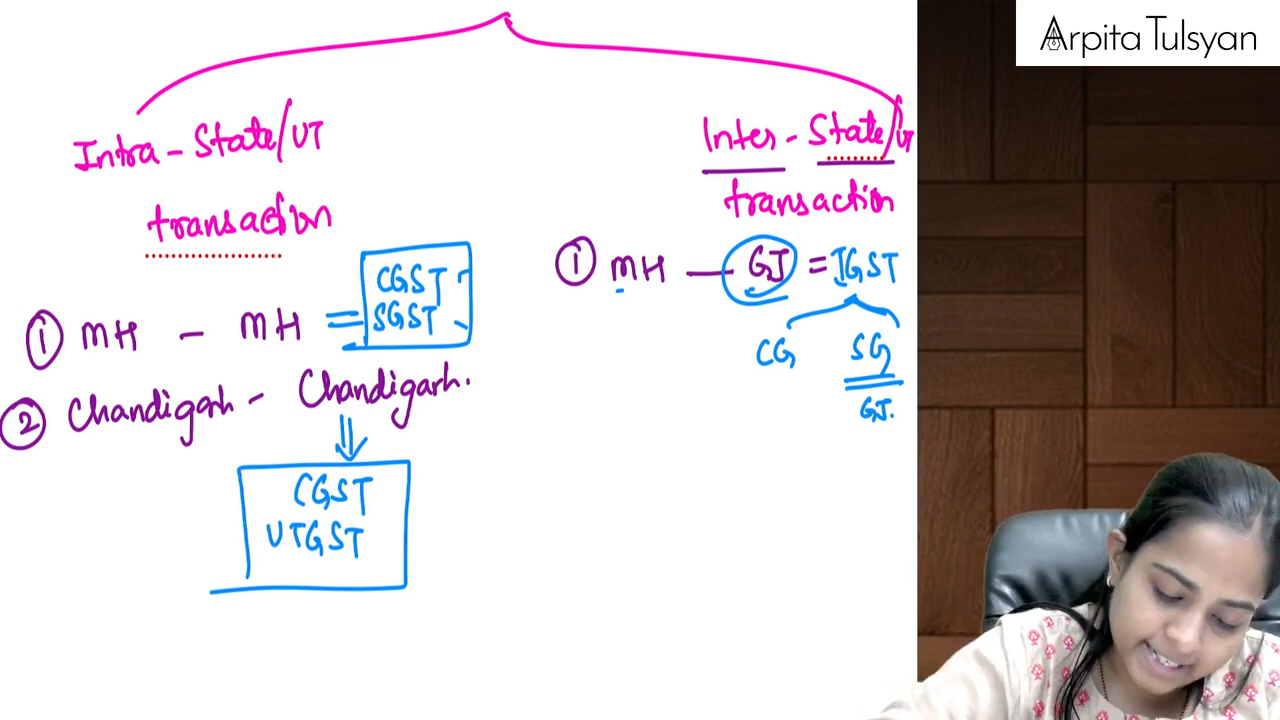 Arpita Tulsyan
Intra - State/UT
transaction
① MH - MH = CGST
SGST
② Chandigarh - Chandigarh.
CGST
UTGST
Inter - State/UT
transaction
① MH — GJ = IGST
CG SG
GJ.